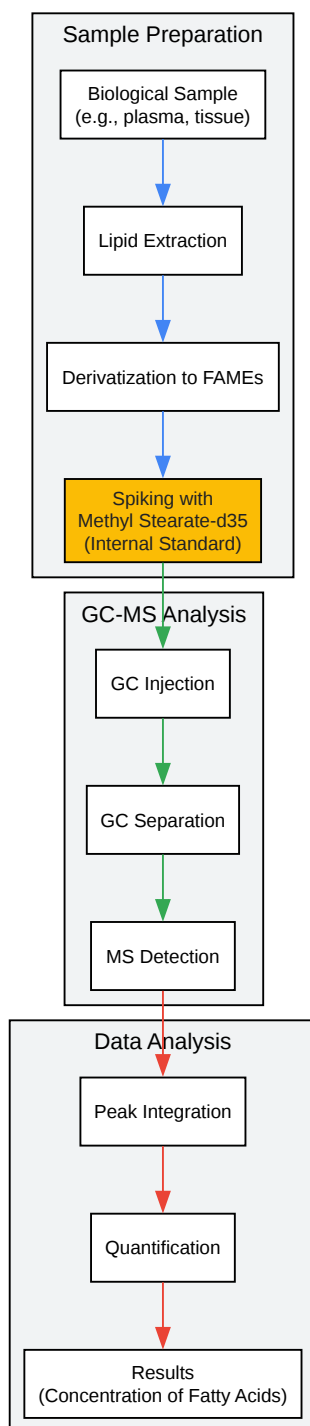 Sample Preparation
Biological Sample
(e.g., plasma, tissue)
Lipid Extraction
Derivatization to FAMEs
Spiking with
Methyl Stearate-d35
(Internal Standard)
GC-MS Analysis
GC Injection
GC Separation
MS Detection
Data Analysis
Peak Integration
Quantification
Results
(Concentration of Fatty Acids)